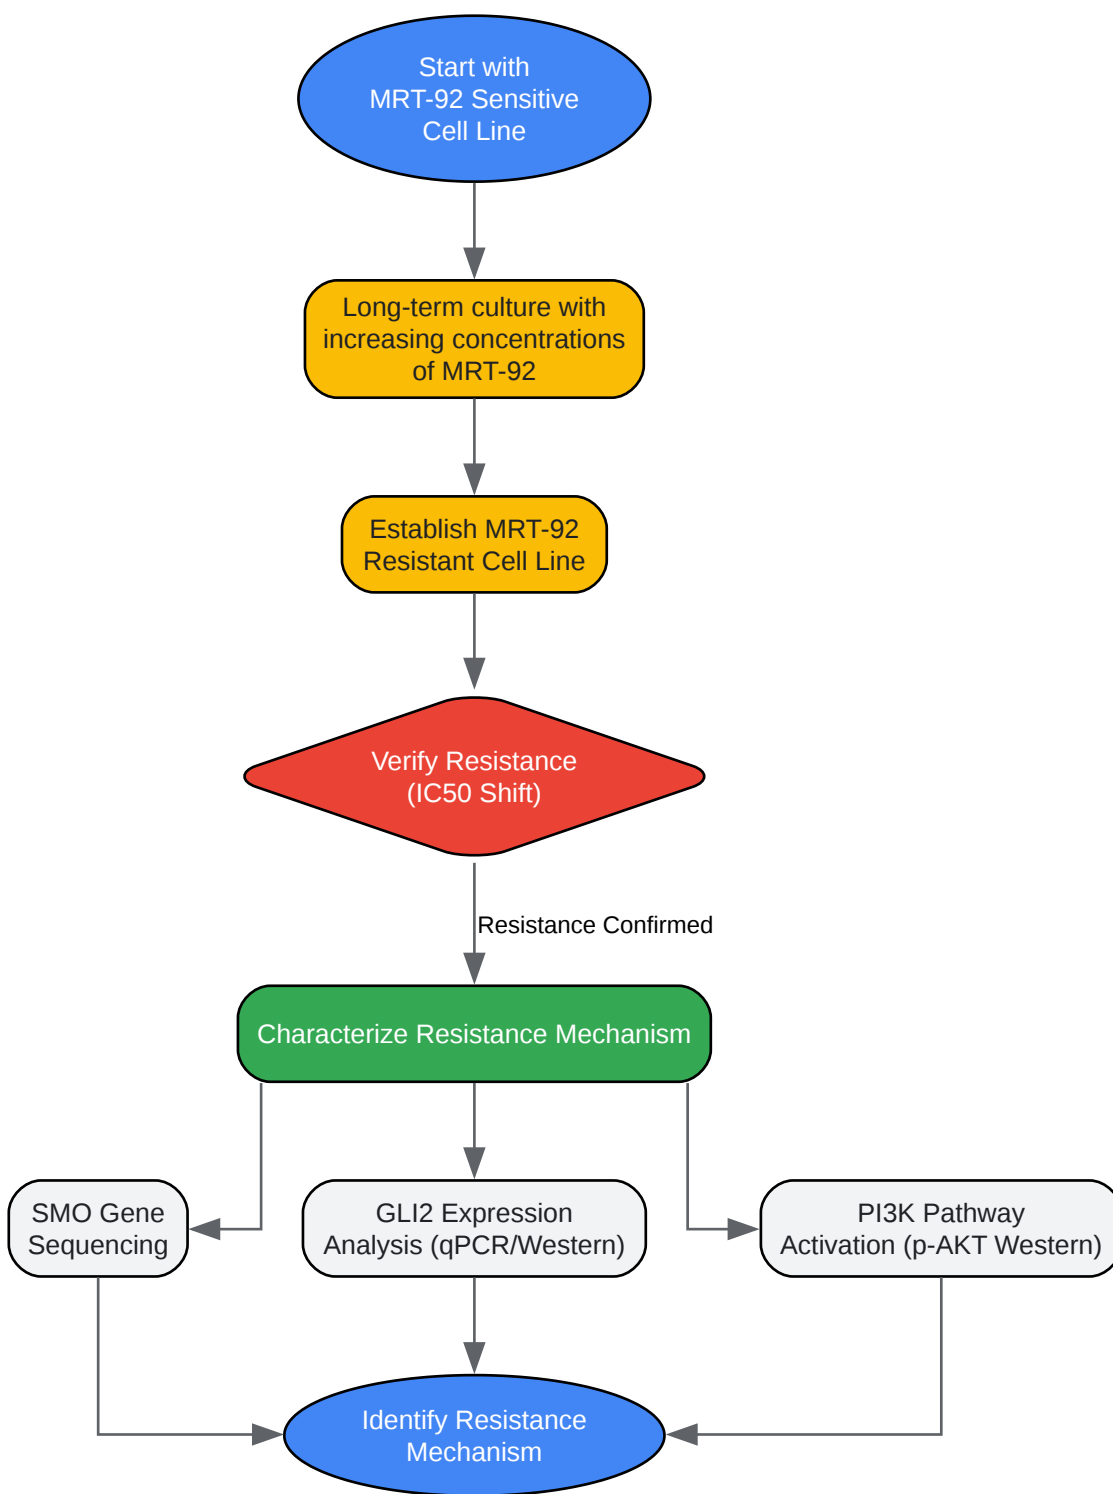 Start with
MRT-92 Sensitive
Cell Line
Long-term culture with
increasing concentrations
of MRT-92
Establish MRT-92
Resistant Cell Line
Verify Resistance
(IC50 Shift)
Resistance Confirmed
Characterize Resistance Mechanism
SMO Gene
Sequencing
GLI2 Expression
Analysis (qPCR/Western)
PI3K Pathway
Activation (p-AKT Western)
Identify Resistance
Mechanism